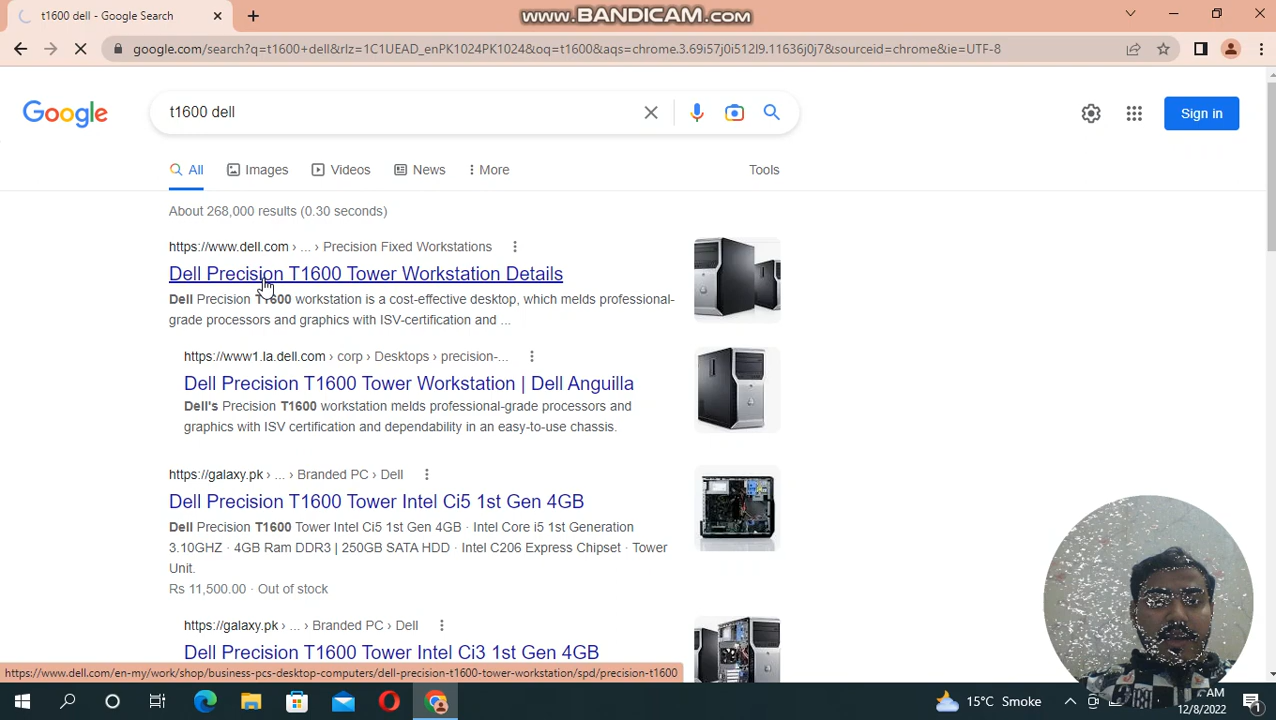 www.BANDICAM.com
t1600 dell - Google Search
google.com/search?q=t1600+dell&rlz=1C1UEAD_enPK1024PK1024&oq=t1600&aqs=chrome.3.69i57j0i512l9.11636j0j7&sourceid=chrome&ie=UTF-8
Google
t1600 dell
Sign in
All Images Videos News More Tools
About 268,000 results (0.30 seconds)
https://www.dell.com › ... › Precision Fixed Workstations
Dell Precision T1600 Tower Workstation Details
Dell Precision T1600 workstation is a cost-effective desktop, which melds professional-
grade processors and graphics with ISV-certification and ...
https://www1.la.dell.com › corp › Desktops › precision-...
Dell Precision T1600 Tower Workstation | Dell Anguilla
Dell's Precision T1600 workstation melds professional-grade processors and
graphics with ISV certification and dependability in an easy-to-use chassis.
https://galaxy.pk › ... › Branded PC › Dell
Dell Precision T1600 Tower Intel Ci5 1st Gen 4GB
Dell Precision T1600 Tower Intel Ci5 1st Gen 4GB · Intel Core i5 1st Generation
3.10GHZ · 4GB Ram DDR3 | 250GB SATA HDD · Intel C206 Express Chipset · Tower
Unit.
Rs 11,500.00 · Out of stock
https://galaxy.pk › ... › Branded PC › Dell
Dell Precision T1600 Tower Intel Ci3 1st Gen 4GB
https://www.dell.com/en-my/work/shop/business-pcs-desktop-computers/dell-precision-t1600-tower-workstation/spd/precision-t1600
15°C Smoke
AM
12/8/2022
1